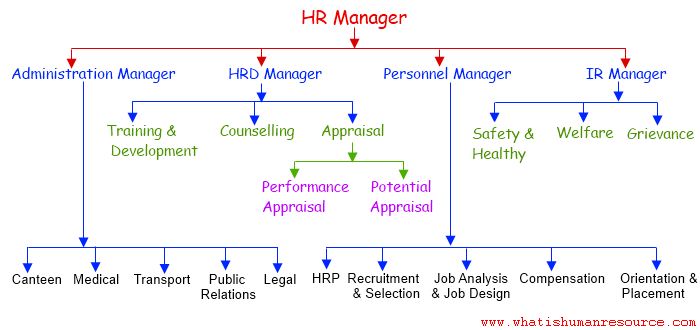 HR Manager
Administration Manager HRD Manager Personnel Manager IR Manager
Training & Counselling Appraisal Safety & Welfare Grievance
Development Healthy
Performance Potential
Appraisal Appraisal
Canteen Medical Transport Public Legal HRP Recruitment Job Analysis Compensation Orientation &
Relations & Selection & Job Design Placement
www.whatishumanresource.com